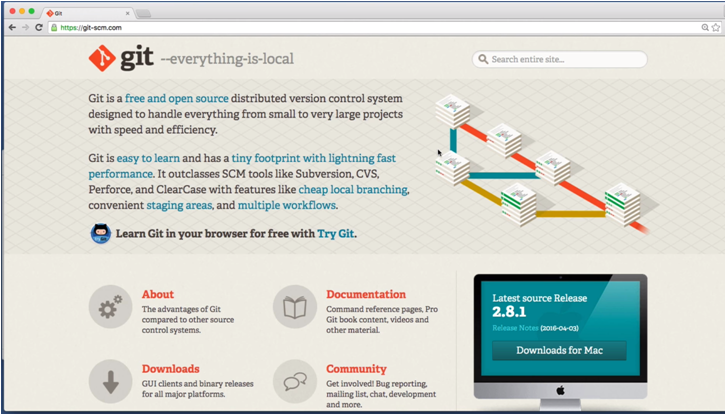 Git
https://git-scm.com
git --everything-is-local
Search entire site...
Git is a free and open source distributed version control system
designed to handle everything from small to very large projects
with speed and efficiency.
Git is easy to learn and has a tiny footprint with lightning fast
performance. It outclasses SCM tools like Subversion, CVS,
Perforce, and ClearCase with features like cheap local branching,
convenient staging areas, and multiple workflows.
Learn Git in your browser for free with Try Git.
About
The advantages of Git
compared to other source
control systems.
Documentation
Command reference pages, Pro
Git book content, videos and
other material.
Downloads
GUI clients and binary releases
for all major platforms.
Community
Get involved! Bug reporting,
mailing list, chat, development
and more.
Latest source Release
2.8.1
Release Notes (2016-04-03)
Downloads for Mac